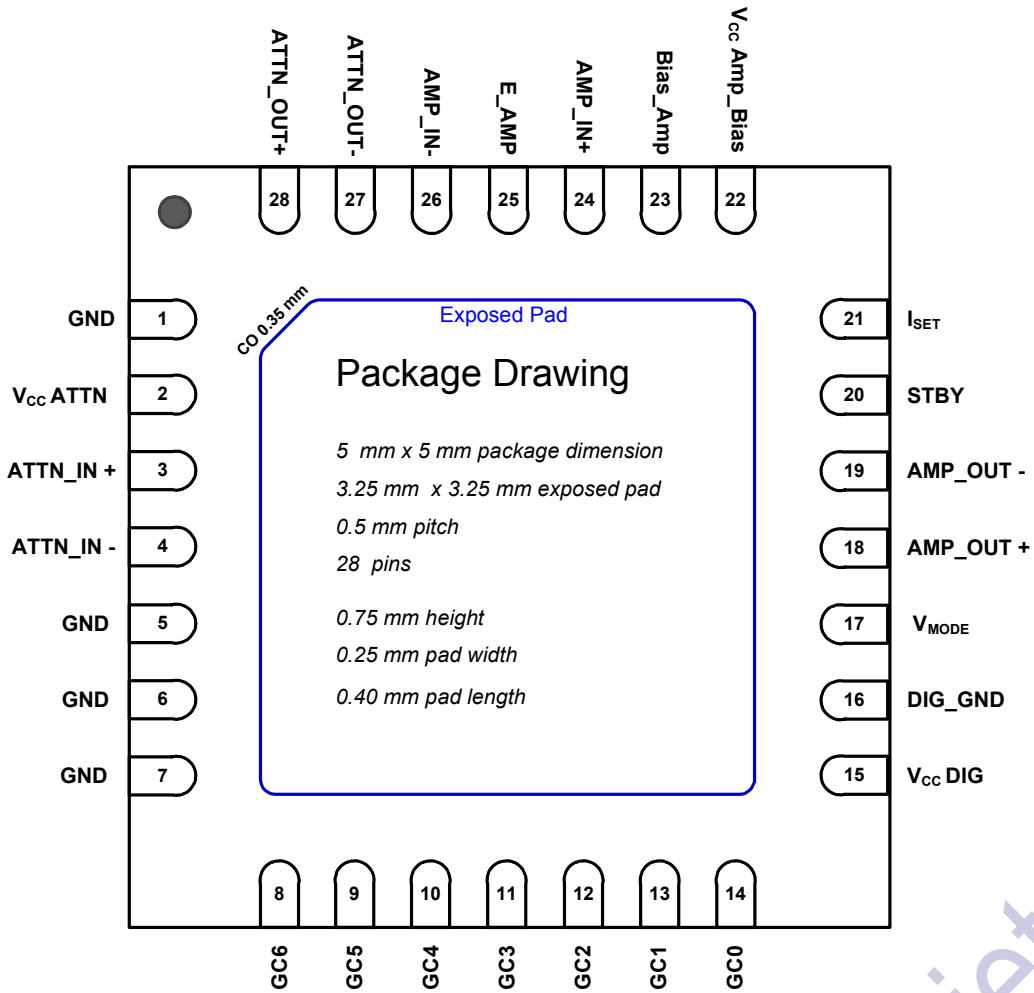 ATTN_OUT+
ATTN_OUT-
AMP_IN-
E_AMP
AMP_IN+
Bias_Amp
VCC Amp_Bias
28
27
26
25
24
23
22
GND
1
VCC ATTN
2
ATTN_IN +
3
ATTN_IN -
4
GND
5
GND
6
GND
7
CO 0.35 mm
Exposed Pad
Package Drawing
5 mm x 5 mm package dimension
3.25 mm x 3.25 mm exposed pad
0.5 mm pitch
28 pins
0.75 mm height
0.25 mm pad width
0.40 mm pad length
21
ISET
20
STBY
19
AMP_OUT -
18
AMP_OUT +
17
VMODE
16
DIG_GND
15
VCC DIG
8
9
10
11
12
13
14
GC6
GC5
GC4
GC3
GC2
GC1
GC0